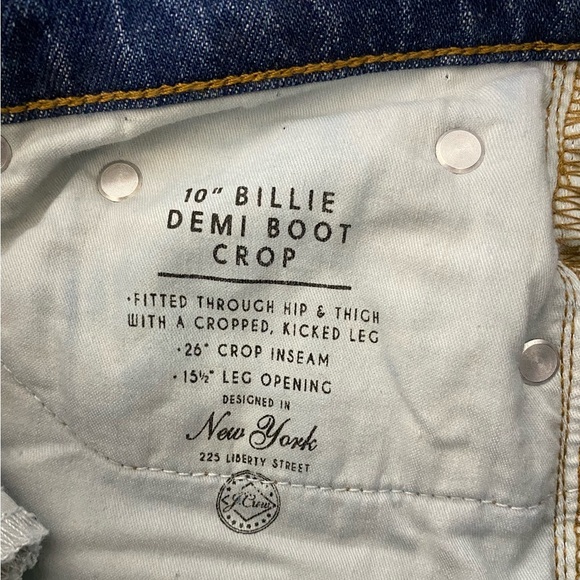 10" BILLIE
DEMI BOOT
CROP
•FITTED THROUGH HIP & THIGH
WITH A CROPPED, KICKED LEG
•26" CROP INSEAM
•15½" LEG OPENING
DESIGNED IN
New York
225 LIBERTY STREET
J.Crew